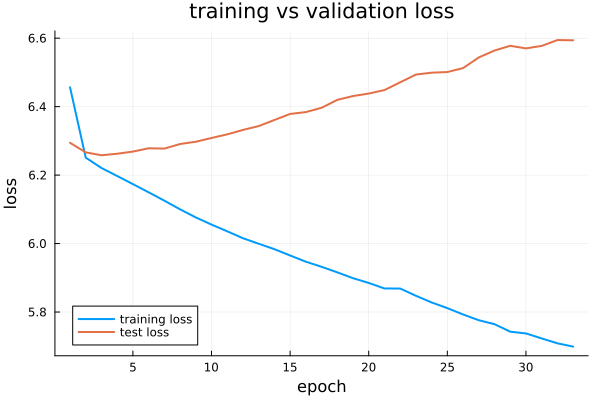 training vs validation loss
6.6
6.4
6.2
6.0
5.8
loss
training loss
test loss
5 10 15 20 25 30
epoch